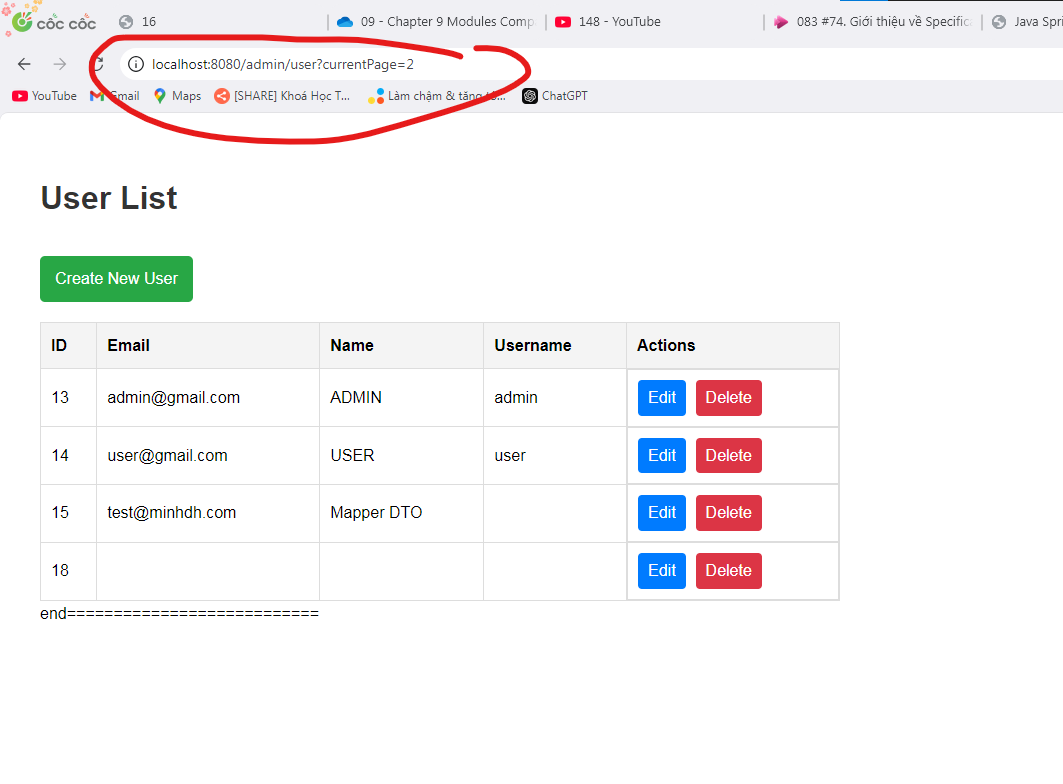 cốc cốc 16 09 - Chapter 9 Modules Comp 148 - YouTube 083 #74. Giới thiệu về Specific Java Spri
localhost:8080/admin/user?currentPage=2
YouTube Gmail Maps [SHARE] Khoá Học T... Làm chậm & tăng tố... ChatGPT
User List
Create New User
ID Email Name Username Actions
13 admin@gmail.com ADMIN admin Edit Delete
14 user@gmail.com USER user Edit Delete
15 test@minhdh.com Mapper DTO Edit Delete
18 Edit Delete
end===========================